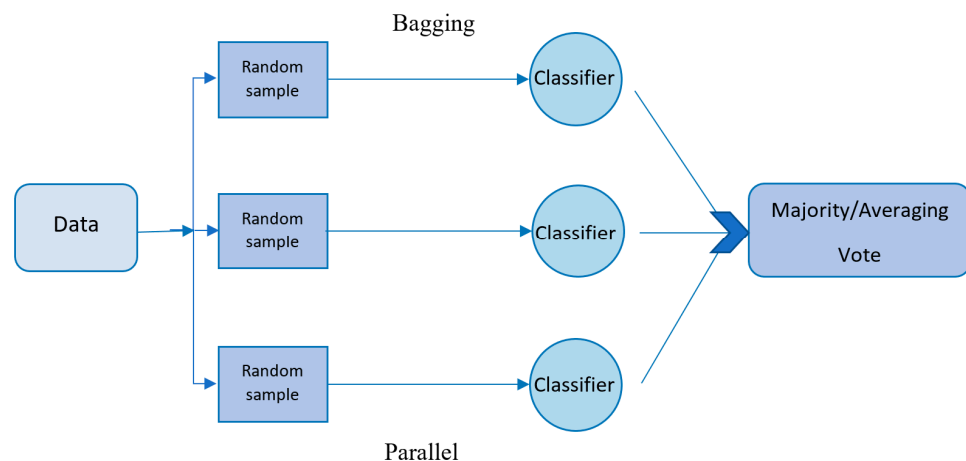 Bagging
Random
sample
Classifier
Data
Random
sample
Classifier
Majority/Averaging
Vote
Random
sample
Classifier
Parallel